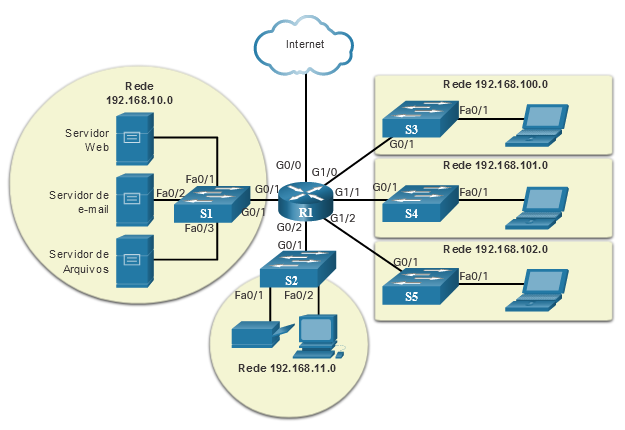 Internet
Rede
192.168.10.0
Servidor
Web
Servidor de
e-mail
Servidor de
Arquivos
Fa0/1
Fa0/2
Fa0/3
S1
G0/1
G0/1
G0/0
G1/0
G1/1
G1/2
R1
G0/2
G0/1
S2
Fa0/1
Fa0/2
Rede 192.168.11.0
Rede 192.168.100.0
Fa0/1
S3
G0/1
Rede 192.168.101.0
G0/1
Fa0/1
S4
Rede 192.168.102.0
G0/1
Fa0/1
S5